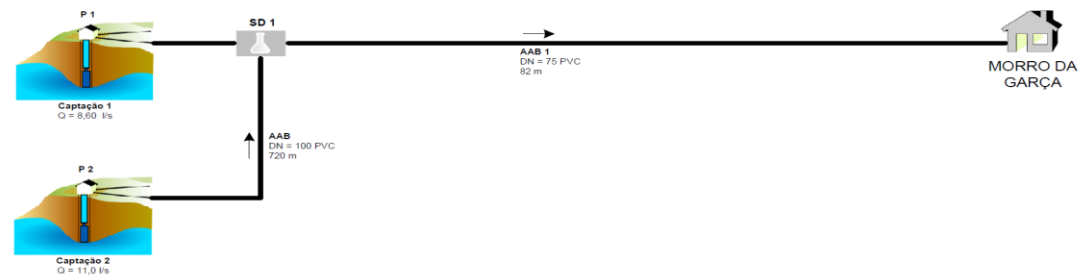 P 1
Captação 1
Q = 8,60 l/s
SD 1
AAB 1
DN = 75 PVC
82 m
MORRO DA
GARÇA
AAB
DN = 100 PVC
720 m
P 2
Captação 2
Q = 11,0 l/s